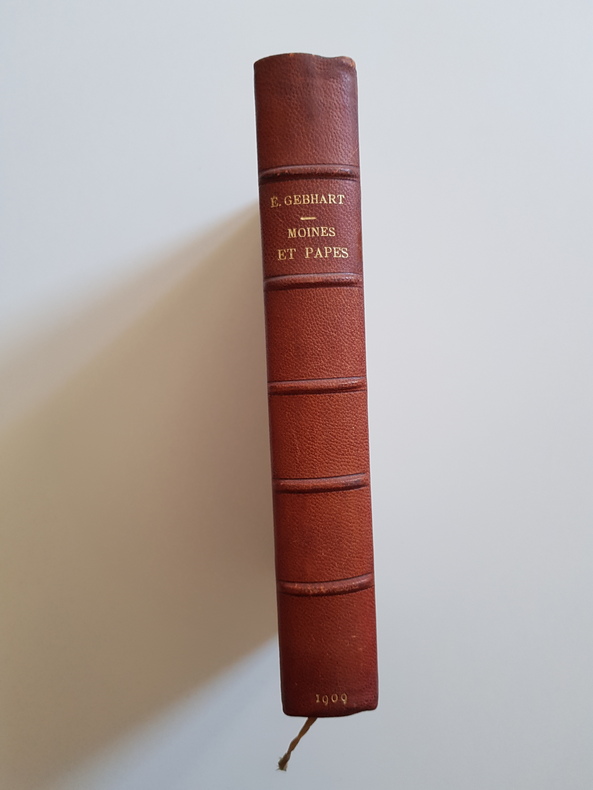 É. GEBHART
MOINES
ET PAPES
1909